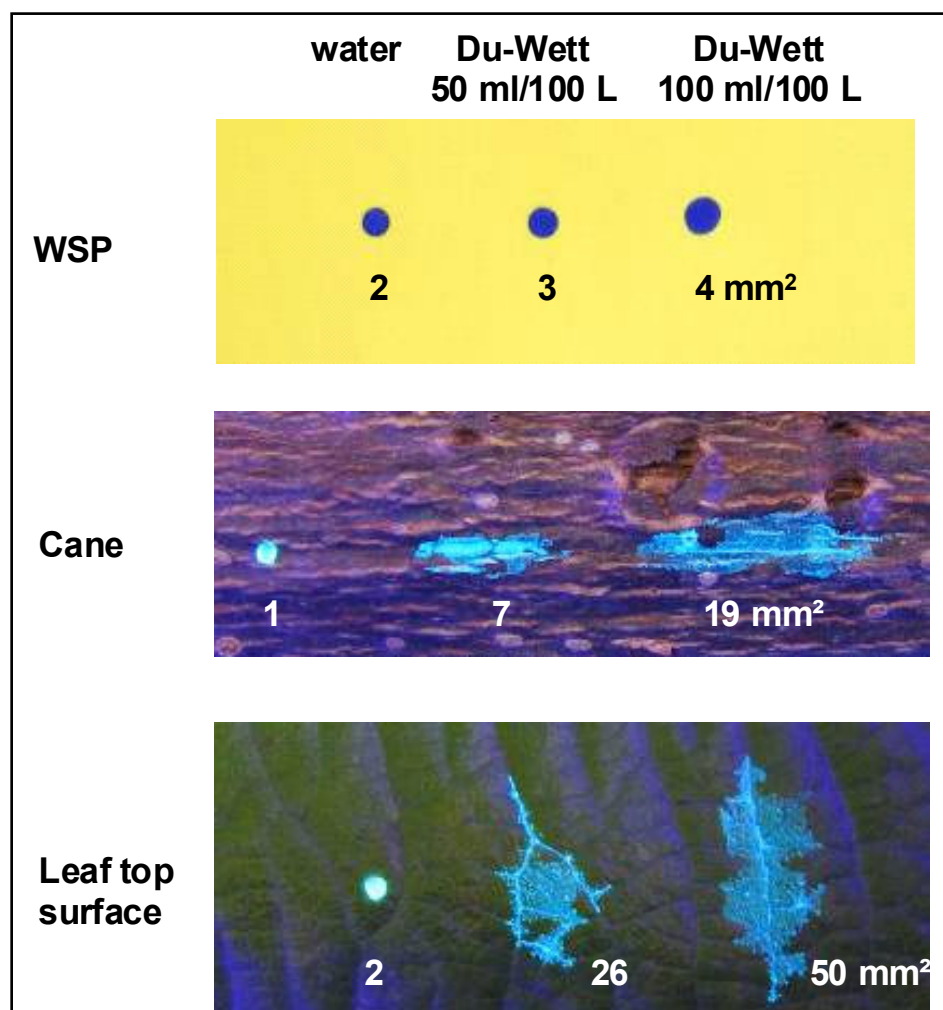 water Du-Wett Du-Wett
50 ml/100 L 100 ml/100 L
WSP
2 3 4 mm²
Cane
1 7 19 mm²
Leaf top
surface
2 26 50 mm²